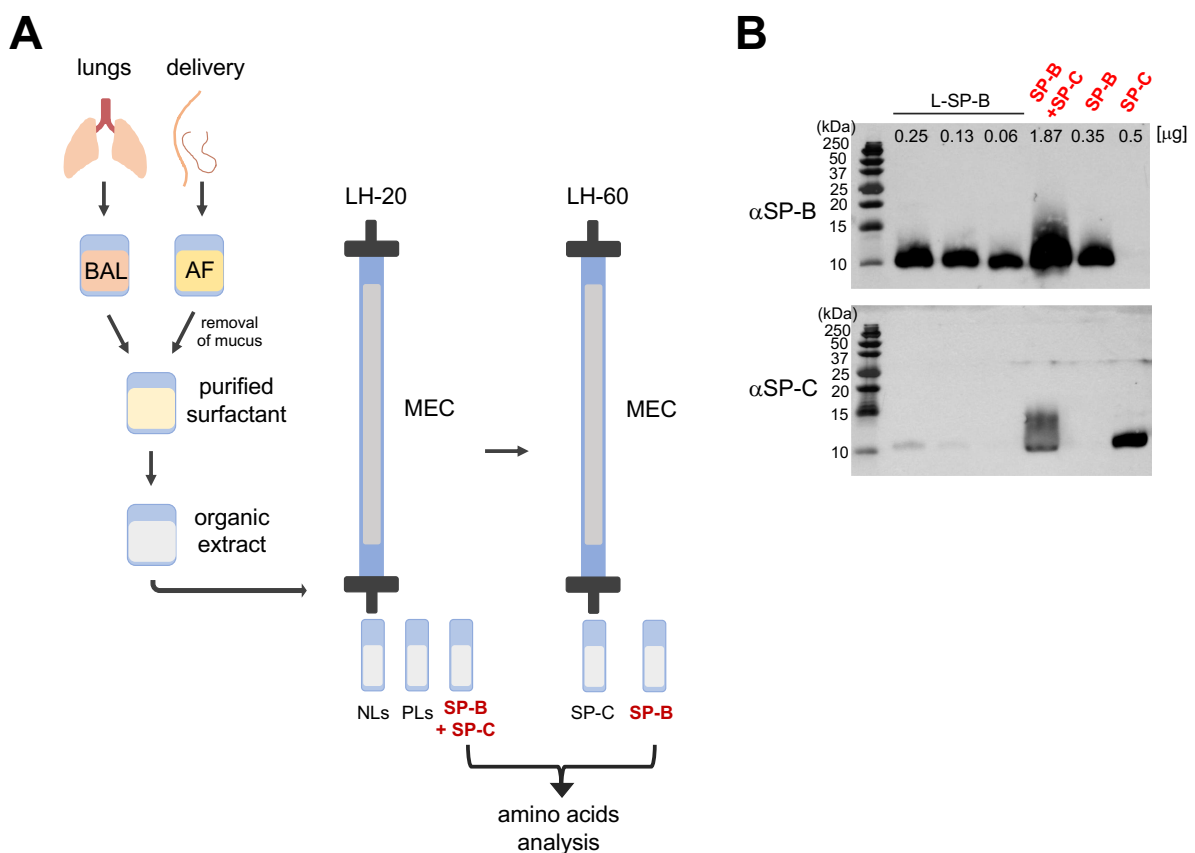 A
lungs
delivery
BAL
AF
removal
of mucus
purified
surfactant
organic
extract
LH-20
MEC
LH-60
MEC
NLs
PLs
SP-B
+ SP-C
SP-C
SP-B
amino acids
analysis
B
L-SP-B
SP-B
+SP-C
SP-B
SP-C
(kDa)
0.25 0.13 0.06 1.87 0.35 0.5 [μg]
250
50
37
25
20
15
10
αSP-B
(kDa)
250
50
37
25
20
15
10
αSP-C